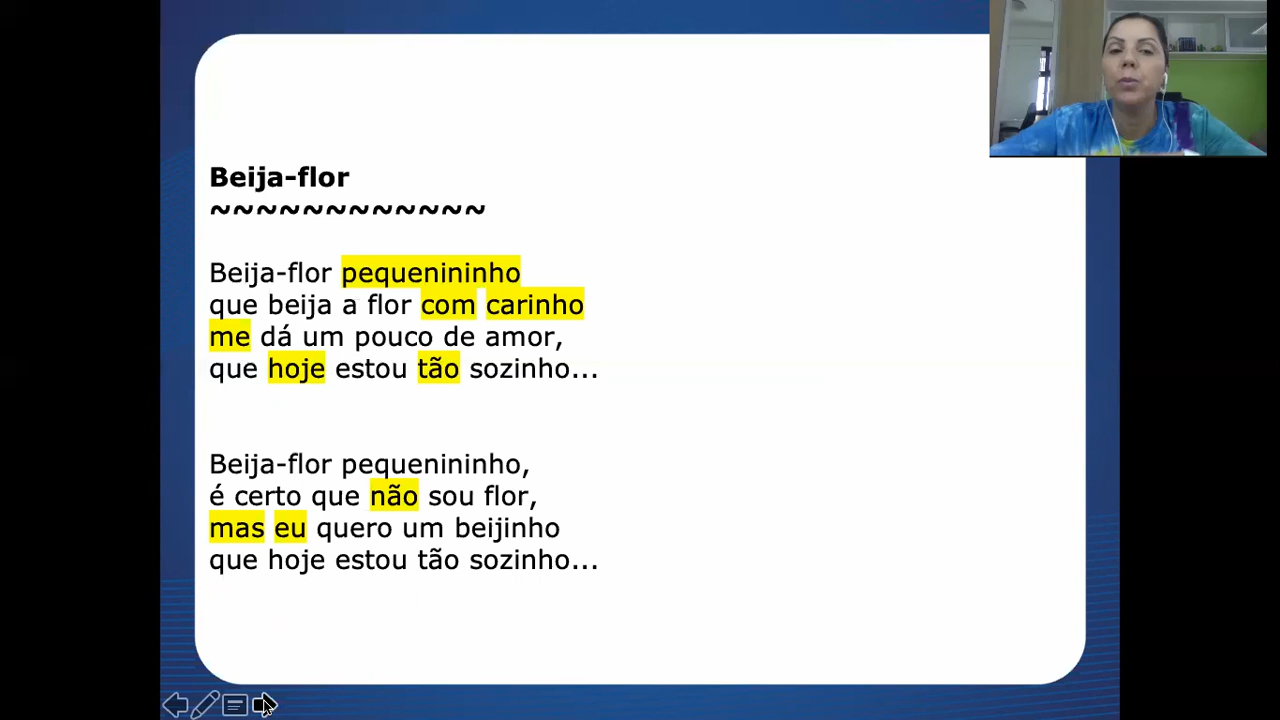 Beija-flor
~~~~~~~~~~~~
Beija-flor pequenininho
que beija a flor com carinho
me dá um pouco de amor,
que hoje estou tão sozinho...
Beija-flor pequenininho,
é certo que não sou flor,
mas eu quero um beijinho
que hoje estou tão sozinho...